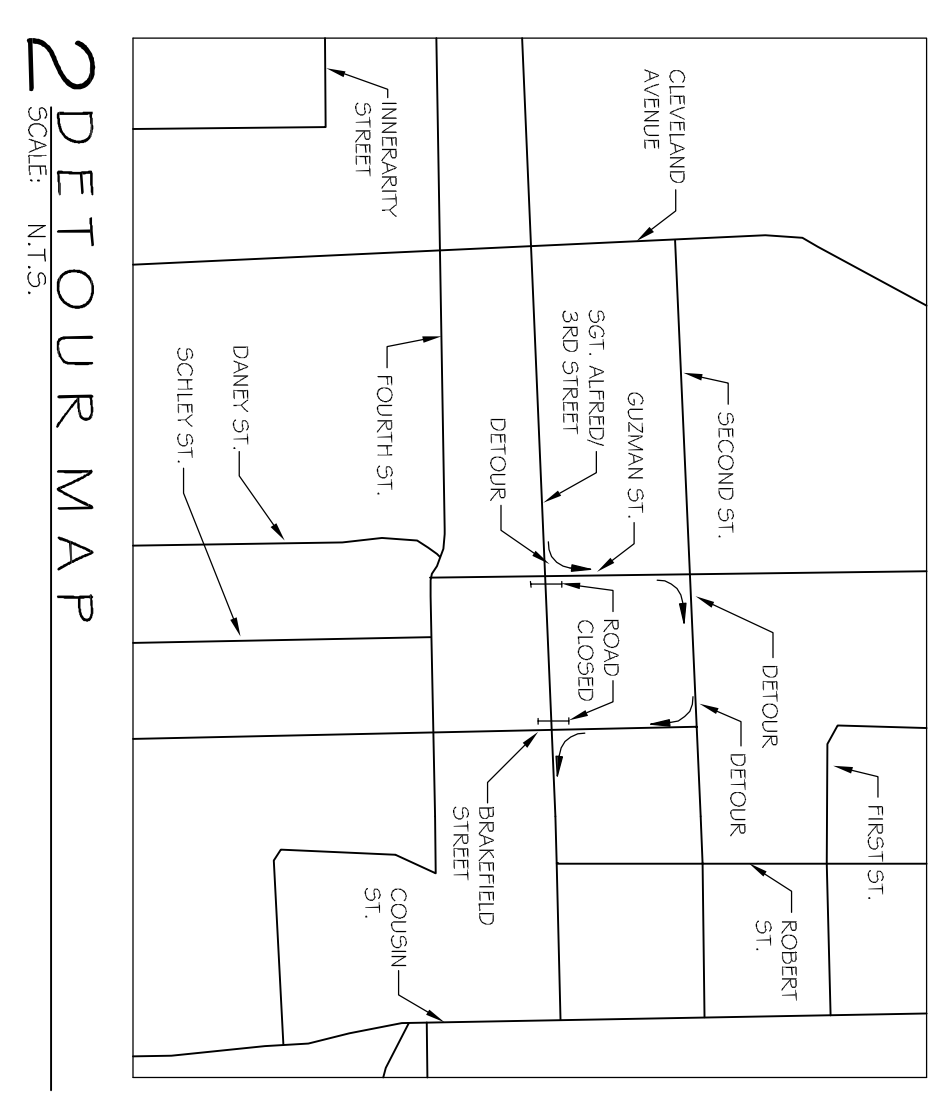 CLEVELAND
AVENUE
INNERARITY
STREET
SGT. ALFRED/
3RD STREET
GUZMAN ST.
SECOND ST.
DETOUR
FOURTH ST.
DANEY ST.
SCHLEY ST.
ROAD
CLOSED
DETOUR
DETOUR
FIRST ST.
BRAKEFIELD
STREET
ROBERT
ST.
COUSIN
ST.
2 DETOUR MAP
SCALE: N.T.S.